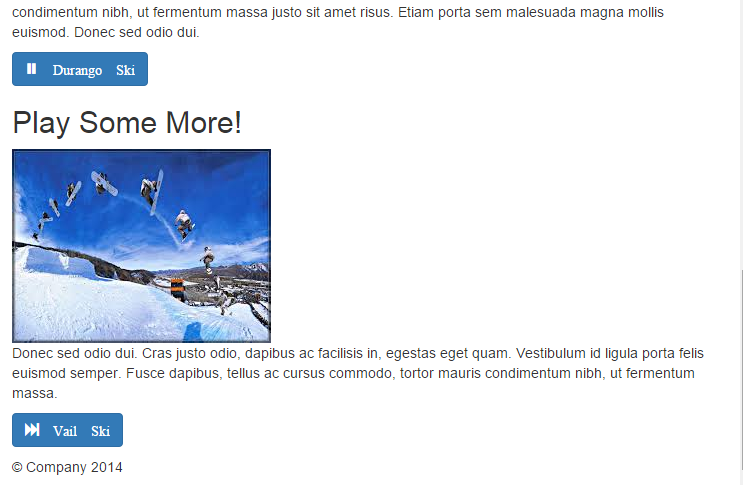 condimentum nibh, ut fermentum massa justo sit amet risus. Etiam porta sem malesuada magna mollis
euismod. Donec sed odio dui.
Durango Ski
Play Some More!
Donec sed odio dui. Cras justo odio, dapibus ac facilisis in, egestas eget quam. Vestibulum id ligula porta felis
euismod semper. Fusce dapibus, tellus ac cursus commodo, tortor mauris condimentum nibh, ut fermentum
massa.
Vail Ski
© Company 2014